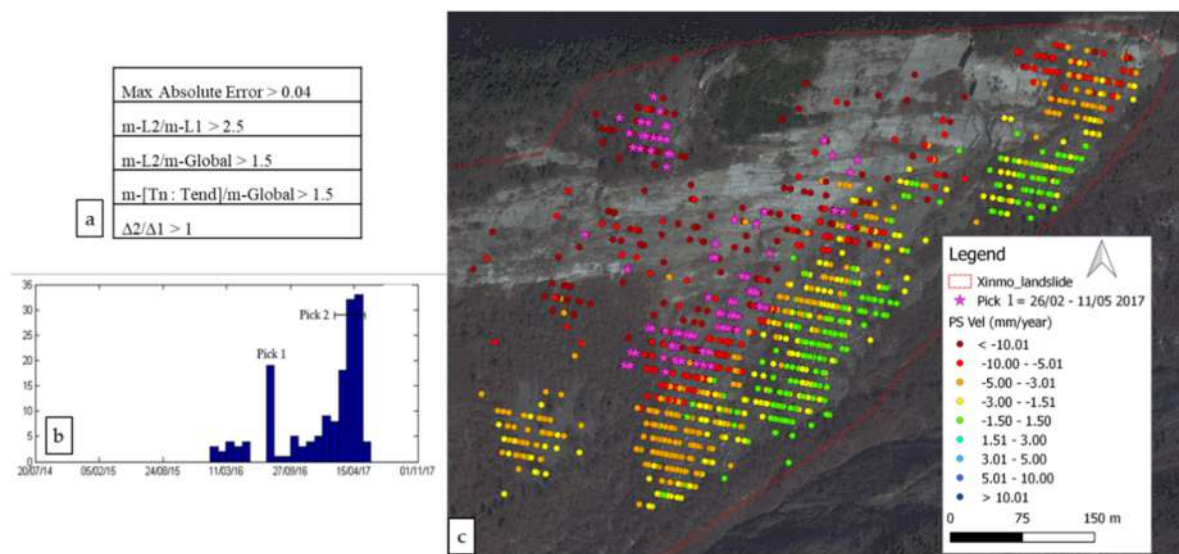 Max Absolute Error > 0.04
m-L2/m-L1 > 2.5
m-L2/m-Global > 1.5
m-[Tn : Tend]/m-Global > 1.5
Δ2/Δ1 > 1
a
35
30
25
20
15
10
5
0
Pick 1
Pick 2
b
20/07/14 05/02/15 24/08/15 11/03/16 27/09/16 15/04/17 01/11/17
c
Legend
Xinmo_landslide
Pick 1 = 26/02 - 11/05 2017
PS Vel (mm/year)
< -10.01
-10.00 - -5.01
-5.00 - -3.01
-3.00 - -1.51
-1.50 - 1.50
1.51 - 3.00
3.01 - 5.00
5.01 - 10.00
> 10.01
0 75 150 m